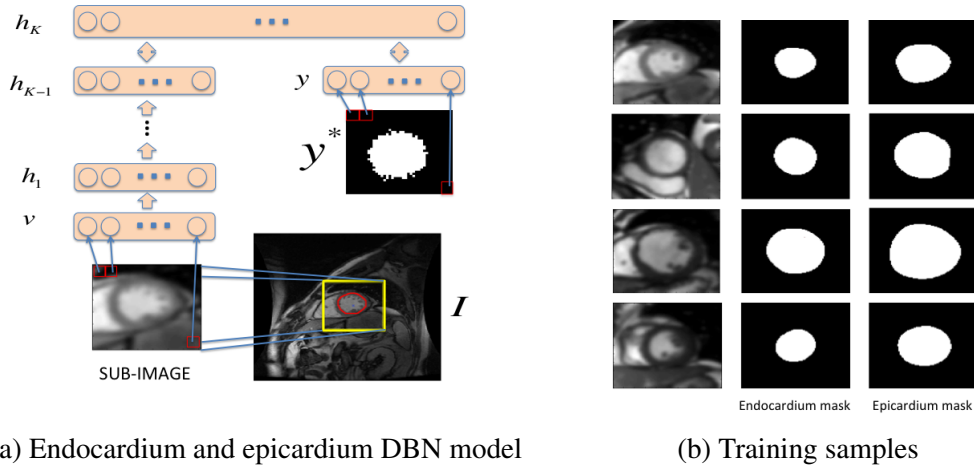 h_K
h_{K-1}
y
y*
h_1
v
I
SUB-IMAGE
Endocardium mask Epicardium mask
a) Endocardium and epicardium DBN model
(b) Training samples